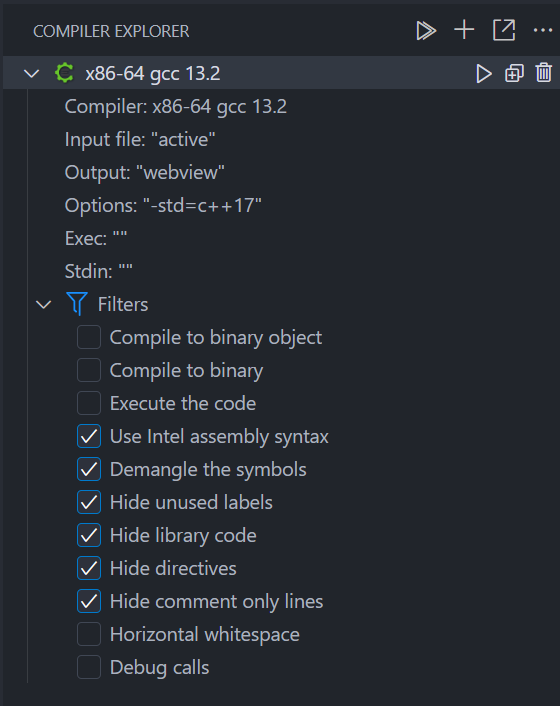 COMPILER EXPLORER
x86-64 gcc 13.2
Compiler: x86-64 gcc 13.2
Input file: "active"
Output: "webview"
Options: "-std=c++17"
Exec: ""
Stdin: ""
Filters
Compile to binary object
Compile to binary
Execute the code
Use Intel assembly syntax
Demangle the symbols
Hide unused labels
Hide library code
Hide directives
Hide comment only lines
Horizontal whitespace
Debug calls